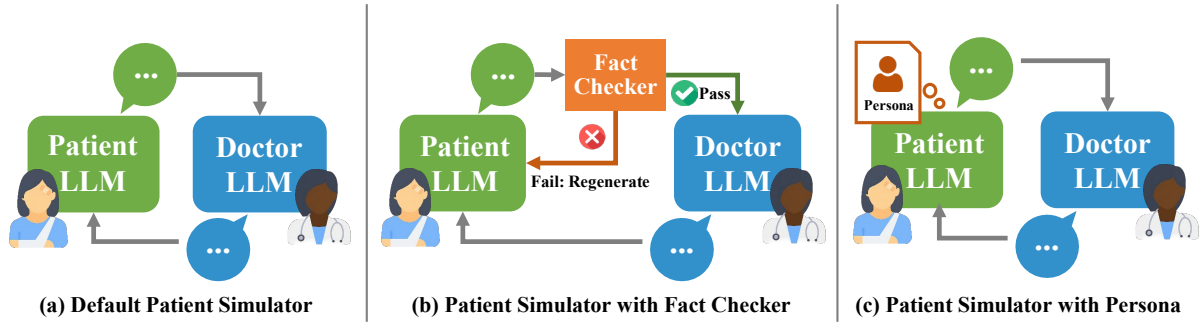 ...
Patient
LLM
Doctor
LLM
...
(a) Default Patient Simulator
...
Fact
Checker
Pass
Patient
LLM
Fail: Regenerate
Doctor
LLM
...
(b) Patient Simulator with Fact Checker
Persona
...
Patient
LLM
Doctor
LLM
...
(c) Patient Simulator with Persona